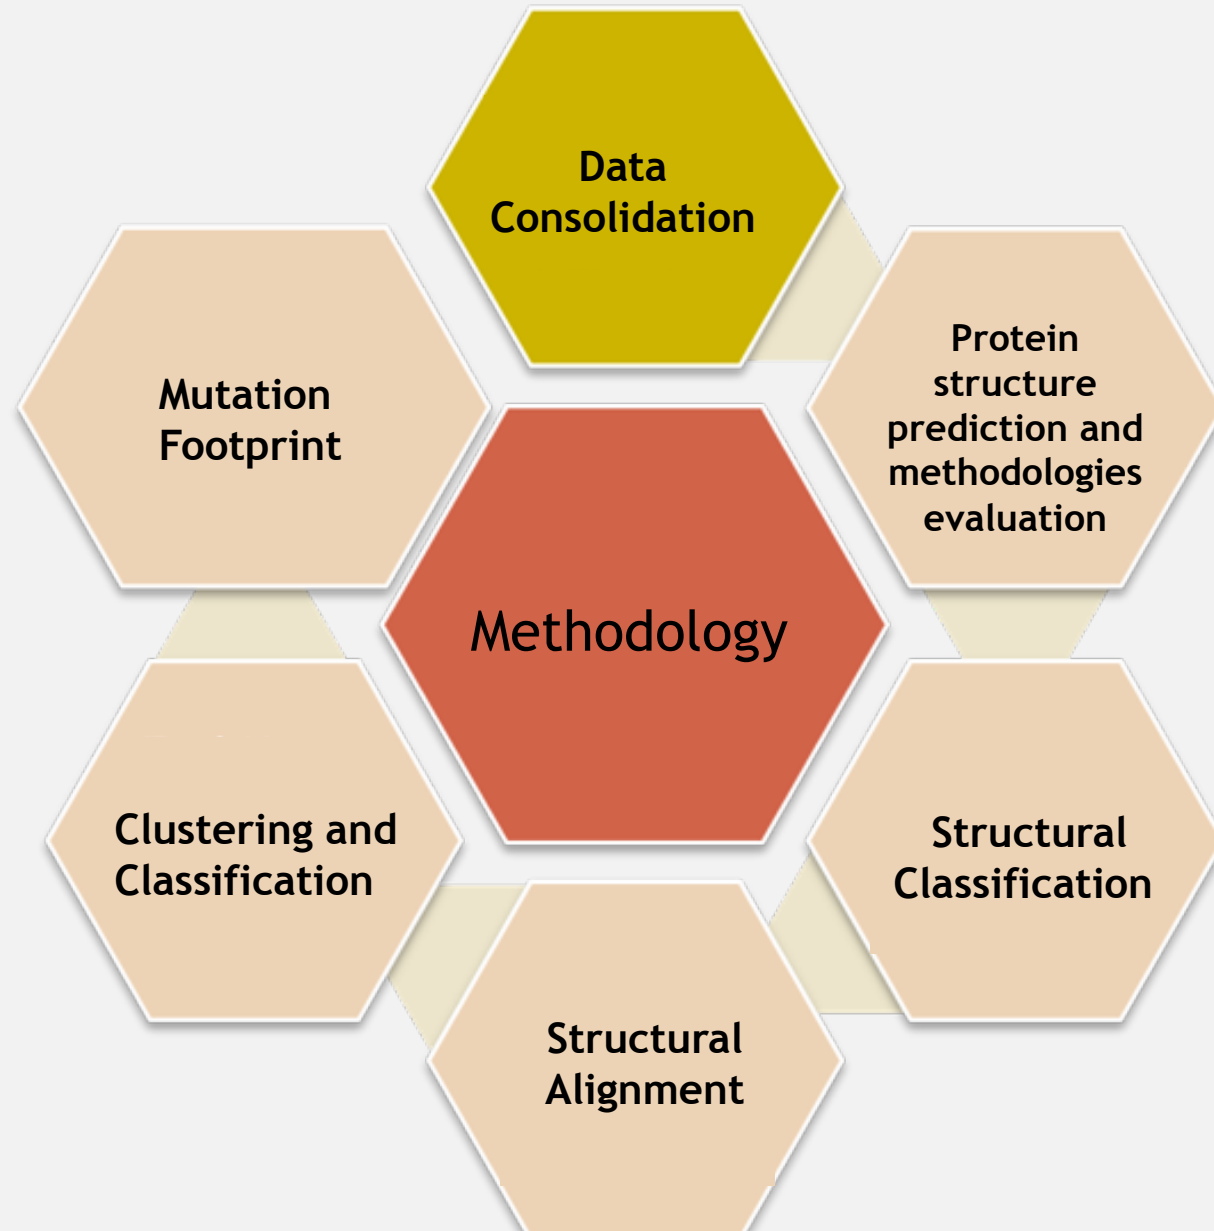 Data
Consolidation
Protein
structure
prediction and
methodologies
evaluation
Structural
Classification
Structural
Alignment
Clustering and
Classification
Mutation
Footprint
Methodology